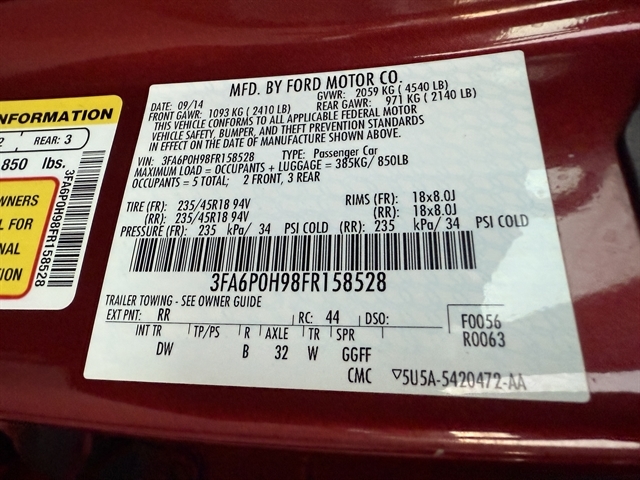 INFORMATION
2 REAR: 3
850 lbs.
OWNERS
L FOR
ONAL
TION
3FA6P0H98FR158528
MFD. BY FORD MOTOR CO.
DATE: 09/14 GVWR: 2059 KG ( 4540 LB)
FRONT GAWR: 1093 KG ( 2410 LB) REAR GAWR: 971 KG ( 2140 LB)
THIS VEHICLE CONFORMS TO ALL APPLICABLE FEDERAL MOTOR
VEHICLE SAFETY, BUMPER, AND THEFT PREVENTION STANDARDS
IN EFFECT ON THE DATE OF MANUFACTURE SHOWN ABOVE.
VIN: 3FA6P0H98FR158528 TYPE: Passenger Car
MAXIMUM LOAD = OCCUPANTS + LUGGAGE = 385KG/850LB
OCCUPANTS = 5 TOTAL; 2 FRONT, 3 REAR
TIRE (FR): 235/45R18 94V RIMS (FR): 18x8.0J
(RR): 235/45R18 94V (RR): 18x8.0J
PRESSURE (FR): 235 kPa/ 34 PSI COLD (RR): 235 kPa/ 34 PSI COLD
3FA6P0H98FR158528
TRAILER TOWING - SEE OWNER GUIDE
EXT PNT: RR RC: 44 DSO: F0056
INT TR TP/PS R AXLE TR SPR R0063
DW B 32 W GGFF
CMC ▽5U5A-5420472-AA